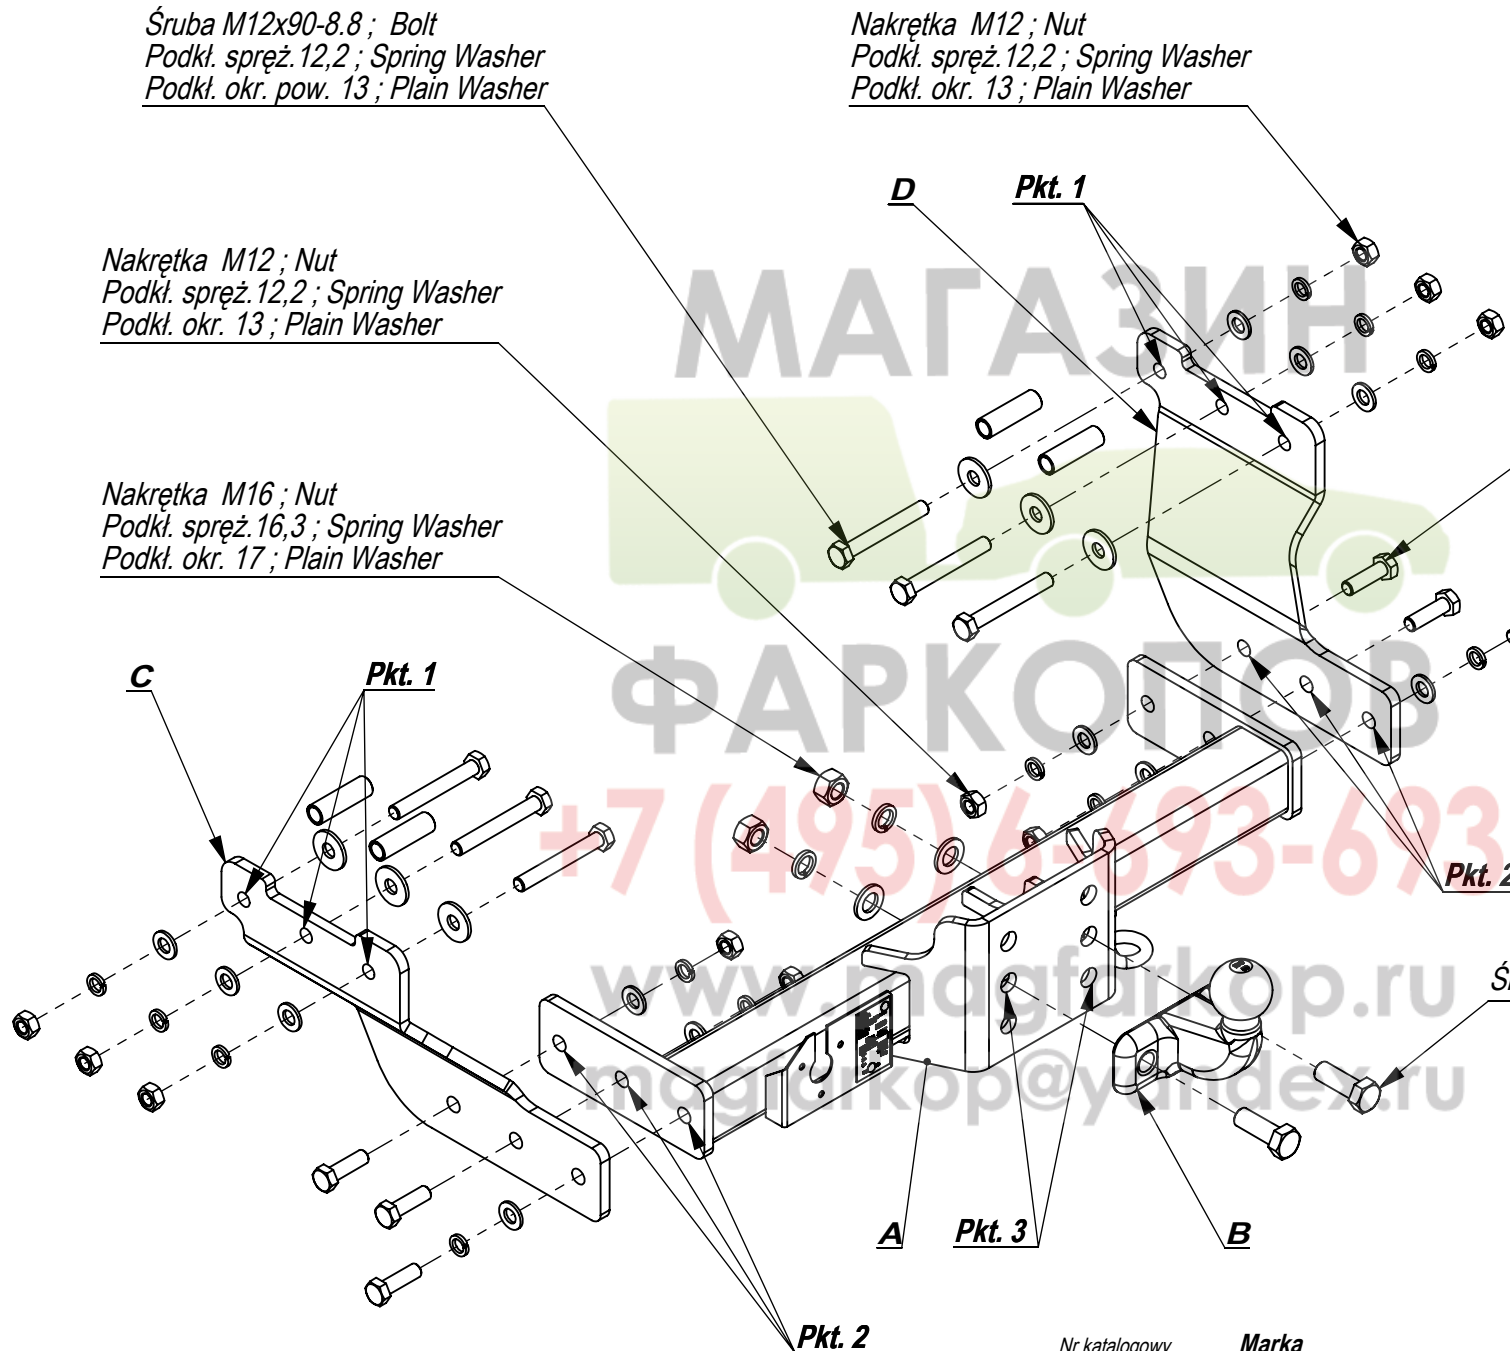 Śruba M12x90-8.8 ; Bolt
Podkł. spręż.12,2 ; Spring Washer
Podkł. okr. pow. 13 ; Plain Washer
Nakrętka M12 ; Nut
Podkł. spręż.12,2 ; Spring Washer
Podkł. okr. 13 ; Plain Washer
D
Pkt. 1
Nakrętka M12 ; Nut
Podkł. spręż.12,2 ; Spring Washer
Podkł. okr. 13 ; Plain Washer
МАГАЗИН
Nakrętka M16 ; Nut
Podkł. spręż.16,3 ; Spring Washer
Podkł. okr. 17 ; Plain Washer
C
Pkt. 1
ФАРКОПОВ
+7 (495) 6-693-693
Pkt. 2
www.magfarkop.ru
magfarkop@yandex.ru
A
Pkt. 3
B
Pkt. 2
Nr katalogowy
Marka